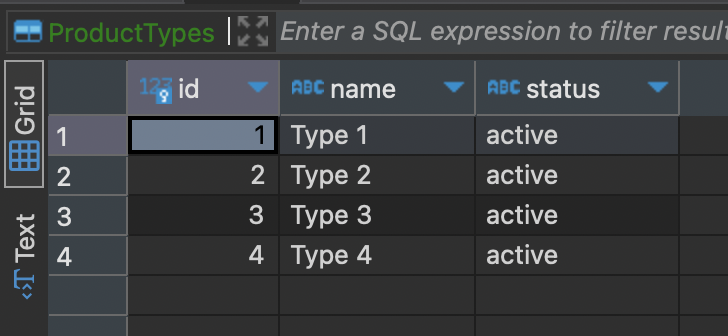 ProductTypes Enter a SQL expression to filter result
123 id ABC name ABC status
1 1 Type 1 active
2 2 Type 2 active
3 3 Type 3 active
4 4 Type 4 active
Grid
Text